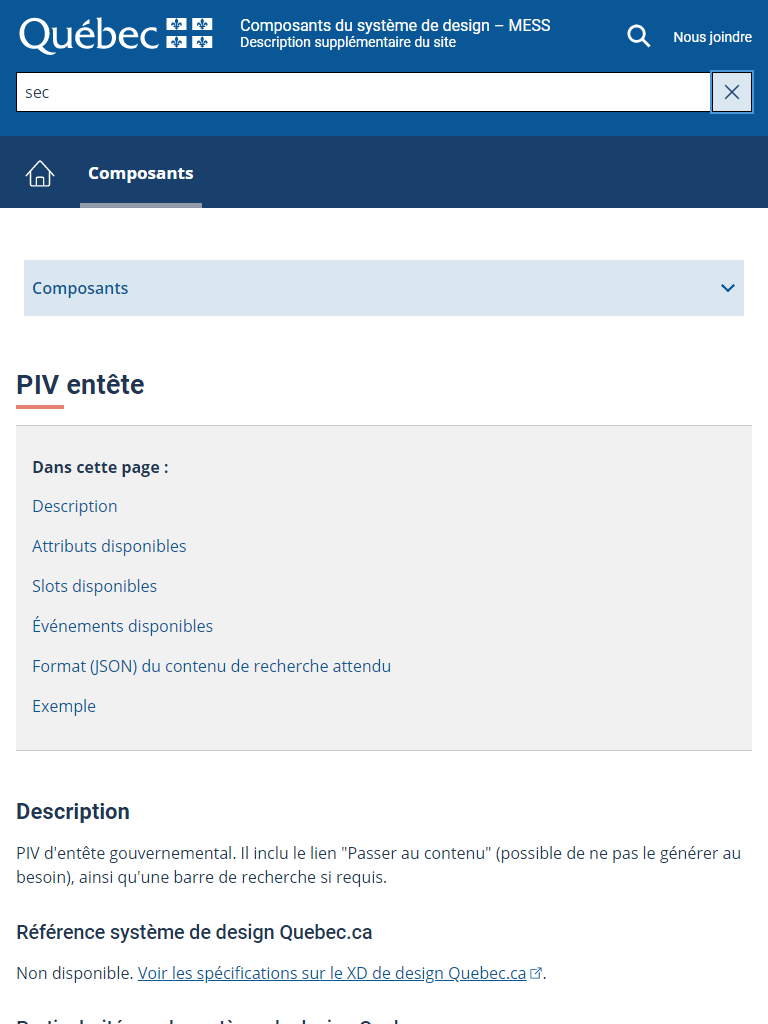 Québec
Composants du système de design – MESS
Description supplémentaire du site
Nous joindre
sec
Composants
Composants
PIV entête
Dans cette page :
Description
Attributs disponibles
Slots disponibles
Événements disponibles
Format (JSON) du contenu de recherche attendu
Exemple
Description
PIV d'entête gouvernemental. Il inclu le lien "Passer au contenu" (possible de ne pas le générer au
besoin), ainsi qu'une barre de recherche si requis.
Référence système de design Quebec.ca
Non disponible. Voir les spécifications sur le XD de design Quebec.ca.